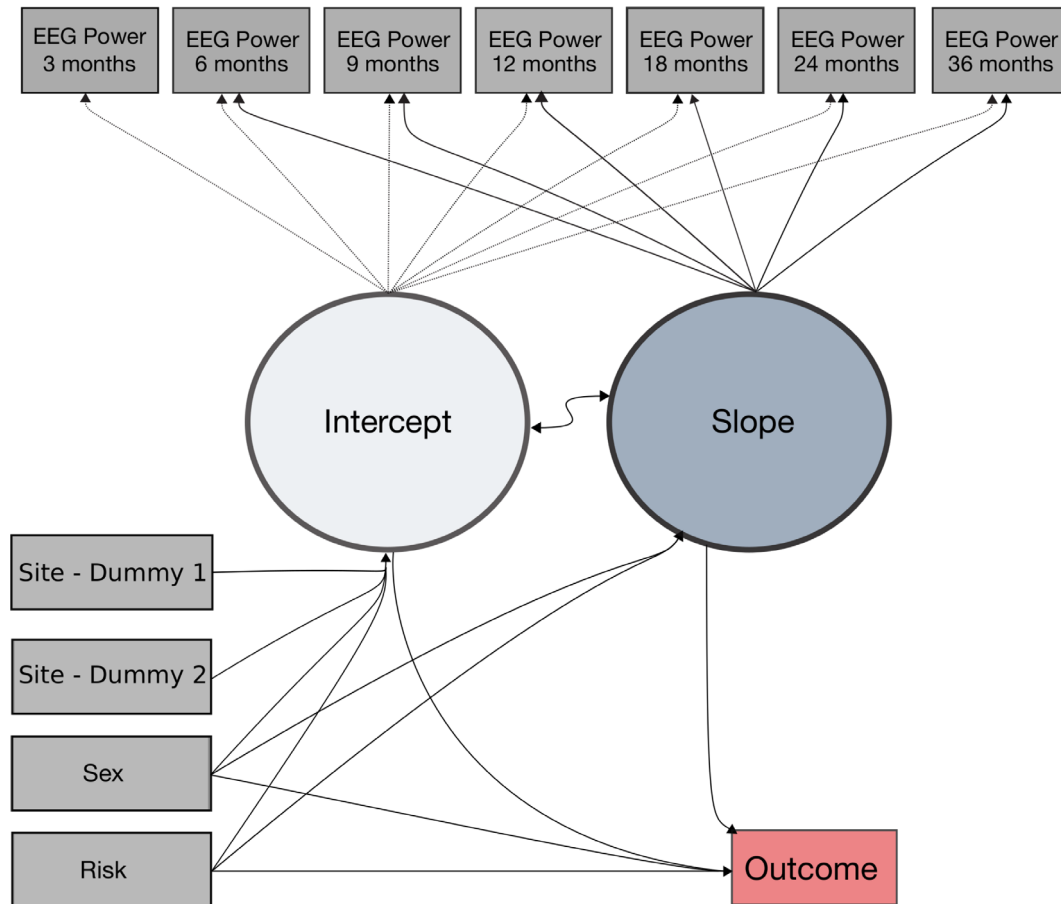 EEG Power
3 months
EEG Power
6 months
EEG Power
9 months
EEG Power
12 months
EEG Power
18 months
EEG Power
24 months
EEG Power
36 months
Intercept
Slope
Site - Dummy 1
Site - Dummy 2
Sex
Risk
Outcome